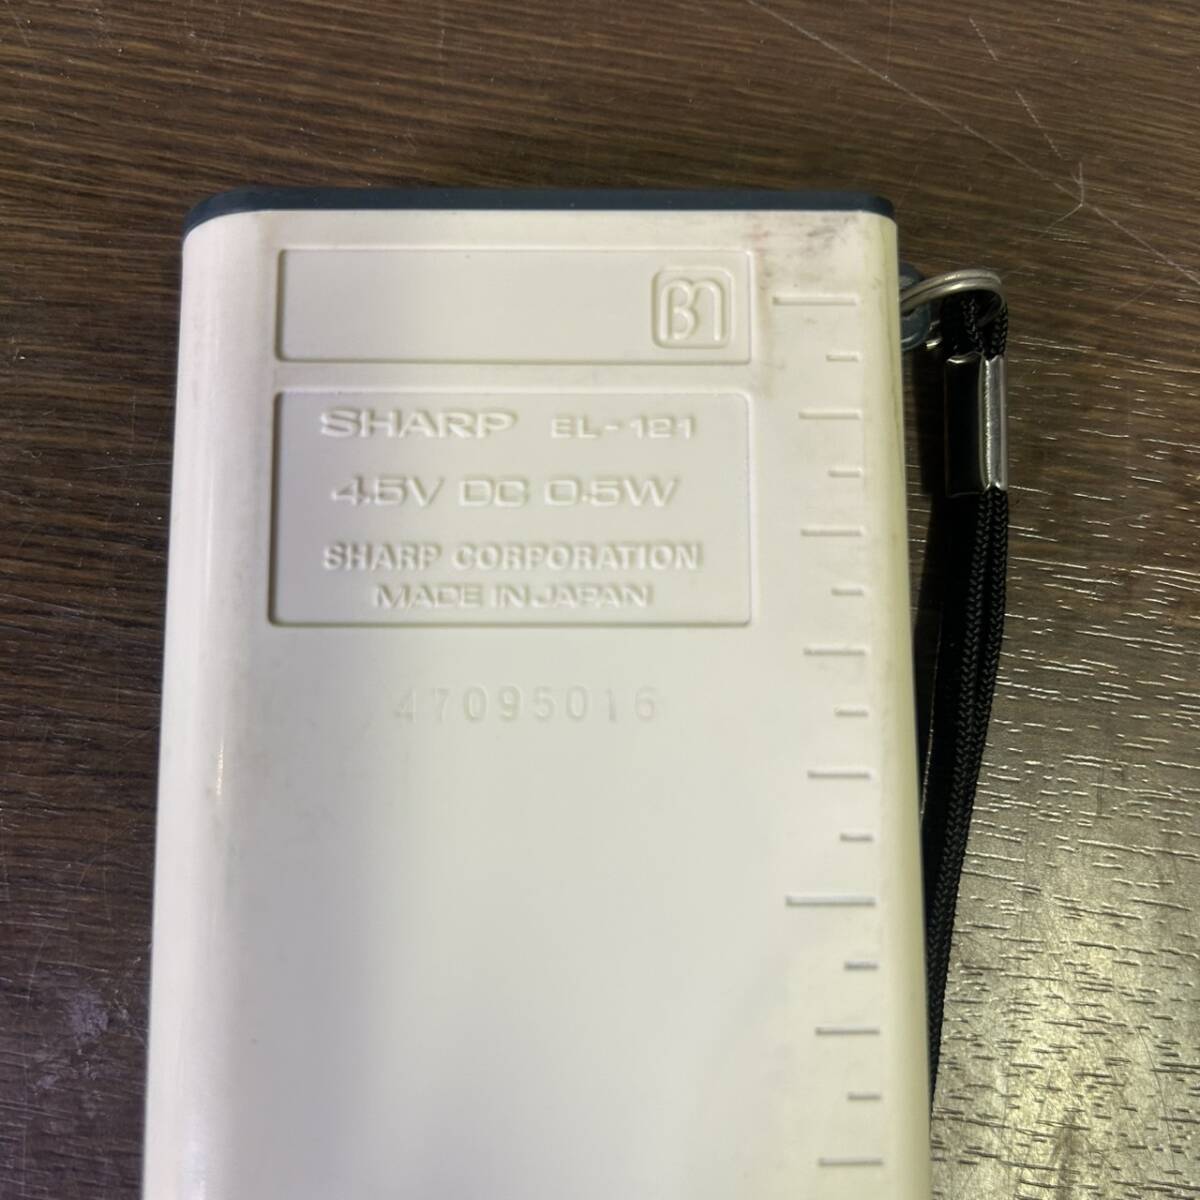 SHARP EL-121
4.5V DC 0.5W
SHARP CORPORATION
MADE IN JAPAN
47095016